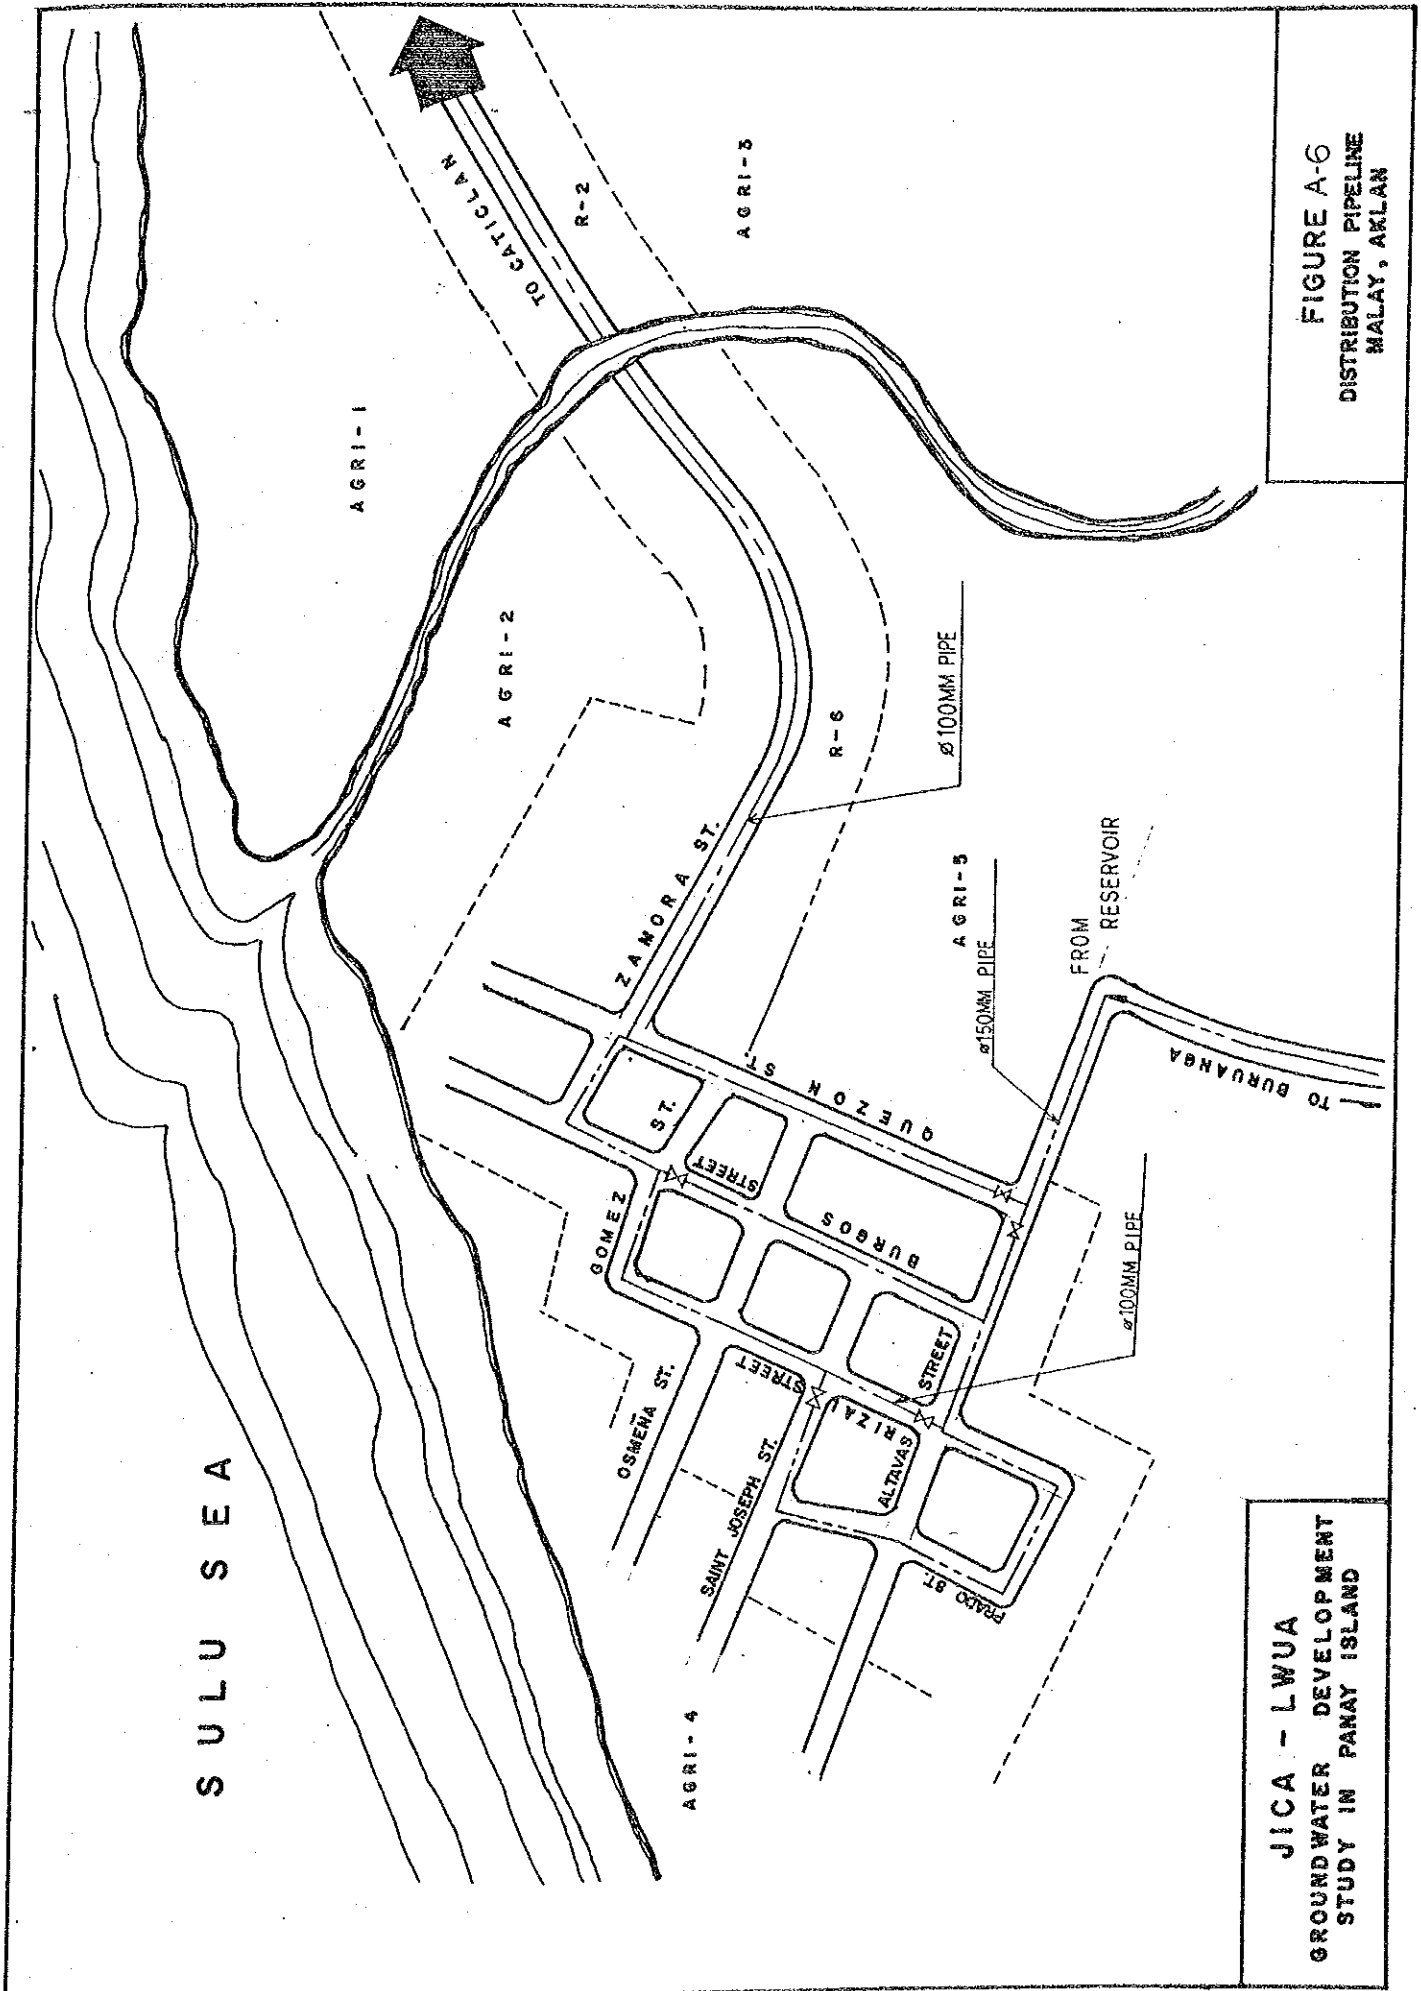 SULU SEA
AGRI-1
TO CATICLAN
R-2
AGRI-3
AGRI-2
ZAMORA ST.
R-6
Ø100MM PIPE
AGRI-5
Ø150MM PIPE
FROM
RESERVOIR
QUEZON ST.
TO BURUANGA
GOMEZ
ST.
BURGOS
STREET
OSMEÑA ST.
RIZAL
STREET
SAINT JOSEPH ST.
ALTAVAS
STREET
Ø100MM PIPE
PRADO ST.
AGRI-4
JICA - LWUA
GROUNDWATER DEVELOPMENT
STUDY IN PANAY ISLAND
FIGURE A-6
DISTRIBUTION PIPELINE
MALAY, AKLAN